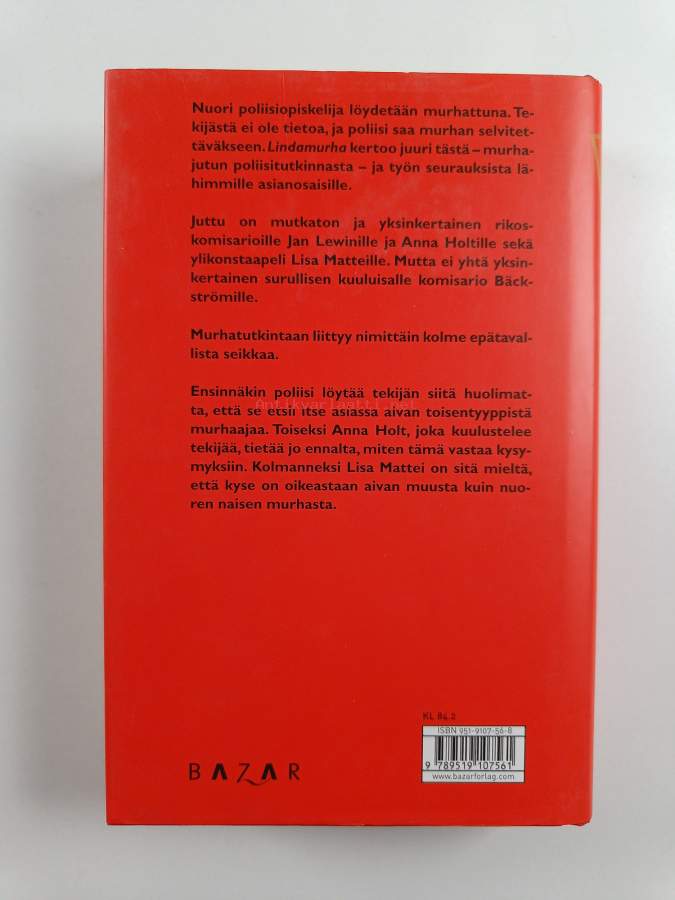 Nuori poliisiopiskelija löydetään murhattuna. Te-
kijästä ei ole tietoa, ja poliisi saa murhan selvitet-
täväkseen. Lindamurha kertoo juuri tästä – murha-
jutun poliisitutkinnasta – ja työn seurauksista lä-
himmille asianosaisille.
Juttu on mutkaton ja yksinkertainen rikos-
komisarioille Jan Lewinille ja Anna Holtille sekä
ylikonstaapeli Lisa Matteille. Mutta ei yhtä yksin-
kertainen surullisen kuuluisalle komisario Bäck-
strömille.
Murhatutkintaan liittyy nimittäin kolme epätaval-
lista seikkaa.
Ensinnäkin poliisi löytää tekijän siitä huolimat-
Antikvariaatti.net
ta, että se etsii itse asiassa aivan toisentyyppistä
murhaajaa. Toiseksi Anna Holt, joka kuulustelee
tekijää, tietää jo ennalta, miten tämä vastaa kysy-
myksiin. Kolmanneksi Lisa Mattei on sitä mieltä,
että kyse on oikeastaan aivan muusta kuin nuo-
ren naisen murhasta.
KL 84.2
ISBN 951-9107-56-8
9 789519 107561
www.bazarforlag.com
BAZAR